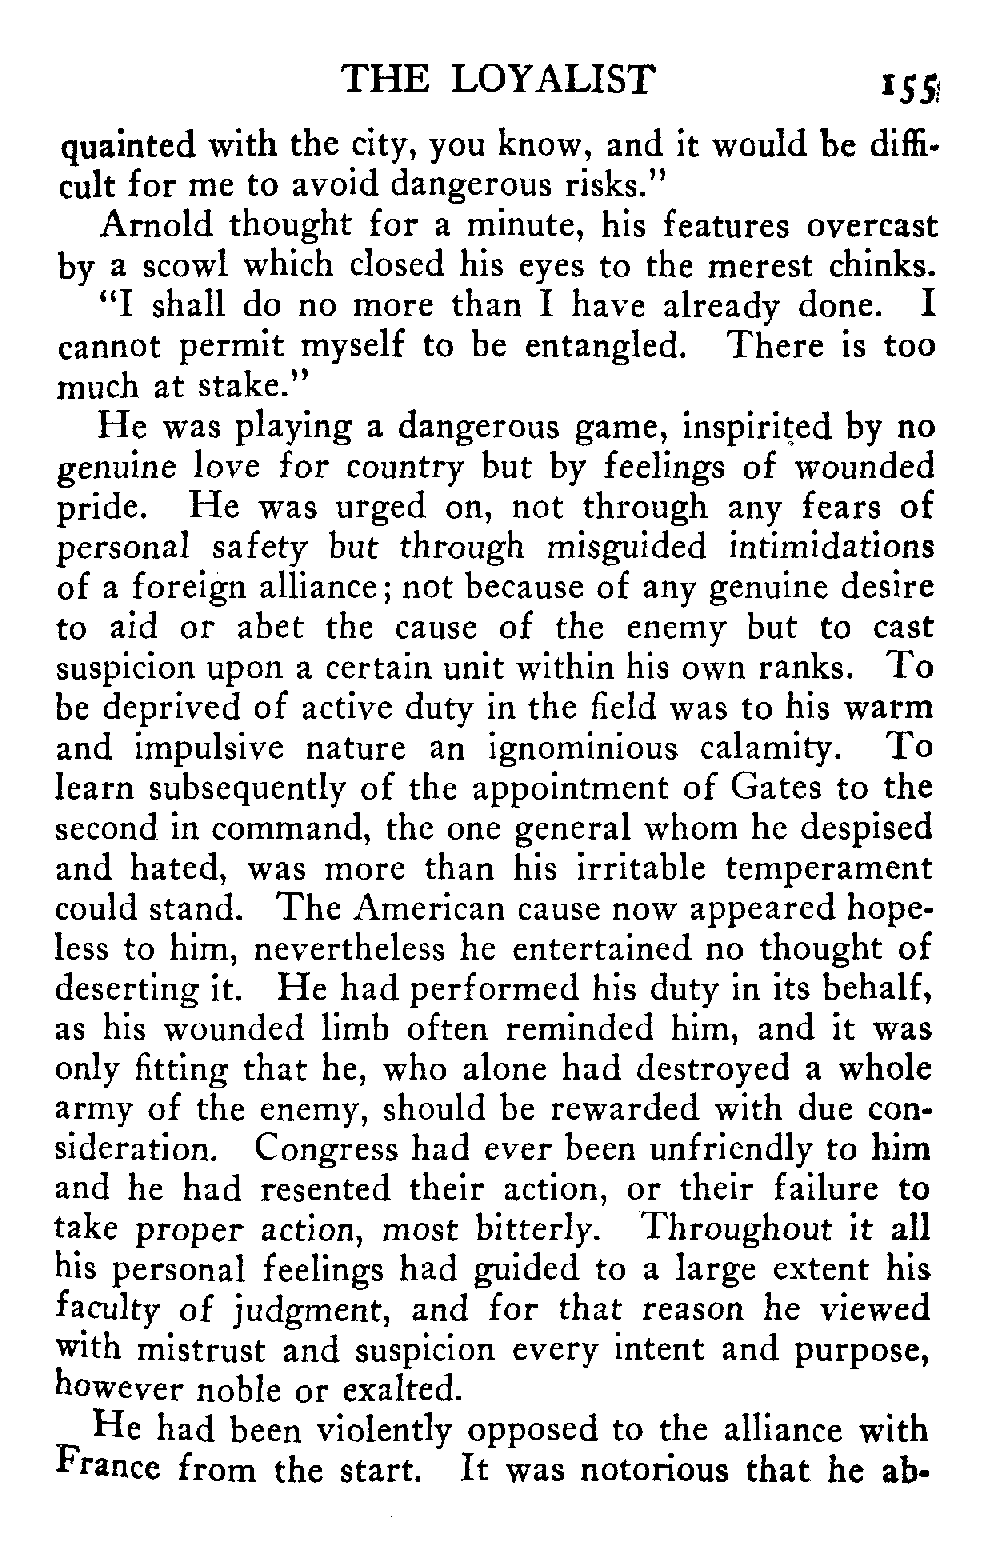 THE LOYALIST 155
quainted with the city, you know, and it would be diffi-
cult for me to avoid dangerous risks."
Arnold thought for a minute, his features overcast
by a scowl which closed his eyes to the merest chinks.
"I shall do no more than I have already done. I
cannot permit myself to be entangled. There is too
much at stake."
He was playing a dangerous game, inspirited by no
genuine love for country but by feelings of wounded
pride. He was urged on, not through any fears of
personal safety but through misguided intimidations
of a foreign alliance; not because of any genuine desire
to aid or abet the cause of the enemy but to cast
suspicion upon a certain unit within his own ranks. To
be deprived of active duty in the field was to his warm
and impulsive nature an ignominious calamity. To
learn subsequently of the appointment of Gates to the
second in command, the one general whom he despised
and hated, was more than his irritable temperament
could stand. The American cause now appeared hope-
less to him, nevertheless he entertained no thought of
deserting it. He had performed his duty in its behalf,
as his wounded limb often reminded him, and it was
only fitting that he, who alone had destroyed a whole
army of the enemy, should be rewarded with due con-
sideration. Congress had ever been unfriendly to him
and he had resented their action, or their failure to
take proper action, most bitterly. Throughout it all
his personal feelings had guided to a large extent his
faculty of judgment, and for that reason he viewed
with mistrust and suspicion every intent and purpose,
however noble or exalted.
He had been violently opposed to the alliance with
France from the start. It was notorious that he ab-